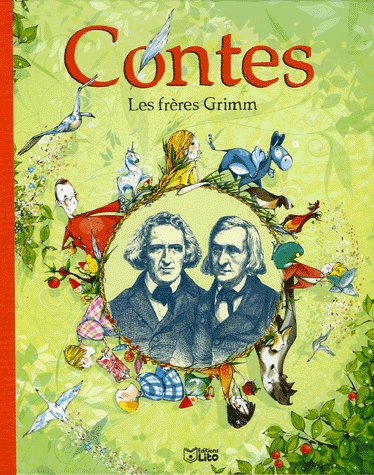 Contes
Les frères Grimm
Éditions
Lito